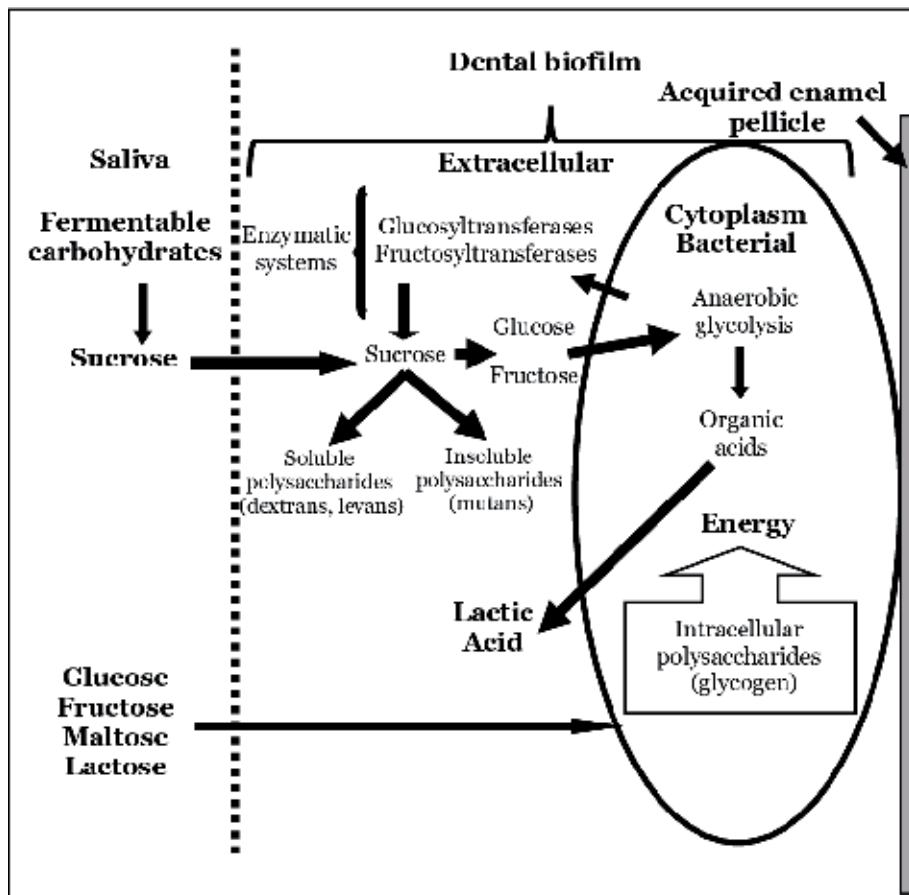 Dental biofilm
Acquired enamel
pellicle
Saliva
Extracellular
Fermentable
carbohydrates
Enzymatic
systems
Glucosyltransferases
Fructosyltransferases
Cytoplasm
Bacterial
Anaerobic
glycolysis
Sucrose
Sucrose
Glucose
Fructose
Organic
acids
Soluble
polysaccharides
(dextrans, levans)
Insoluble
polysaccharides
(mutans)
Energy
Lactic
Acid
Intracellular
polysaccharides
(glycogen)
Glucose
Fructose
Maltose
Lactose